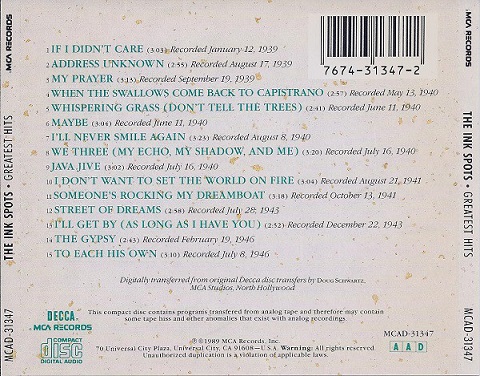 MCA RECORDS
THE INK SPOTS • GREATEST HITS
MCAD-31347
7674-31347-2
1 IF I DIDN'T CARE (3:03) Recorded January 12, 1939
2 ADDRESS UNKNOWN (2:55) Recorded August 17, 1939
3 MY PRAYER (3:13) Recorded September 19, 1939
4 WHEN THE SWALLOWS COME BACK TO CAPISTRANO (2:57) Recorded May 13, 1940
5 WHISPERING GRASS (DON'T TELL THE TREES) (2:41) Recorded June 11, 1940
6 MAYBE (3:04) Recorded June 11, 1940
7 I'LL NEVER SMILE AGAIN (3:23) Recorded August 8, 1940
8 WE THREE (MY ECHO, MY SHADOW, AND ME) (3:20) Recorded July 16, 1940
9 JAVA JIVE (3:02) Recorded July 16, 1940
10 I DON'T WANT TO SET THE WORLD ON FIRE (3:04) Recorded August 21, 1941
11 SOMEONE'S ROCKING MY DREAMBOAT (3:18) Recorded October 13, 1941
12 STREET OF DREAMS (2:38) Recorded July 28, 1943
13 I'LL GET BY (AS LONG AS I HAVE YOU) (2:52) Recorded December 22, 1943
14 THE GYPSY (2:43) Recorded February 19, 1946
15 TO EACH HIS OWN (3:10) Recorded July 8, 1946
Digitally transferred from original Decca disc transfers by DOUG SCHWARTZ,
MCA Studios, North Hollywood
DECCA
MCA RECORDS
This compact disc contains programs transferred from analog tape and therefore may contain
some tape hiss and other anomalies that exist with analog recordings.
COMPACT
disc
DIGITAL AUDIO
℗©1989 MCA Records, Inc.
70 Universal City Plaza, Universal City, CA 91608—U.S.A. Warning: All rights reserved.
Unauthorized duplication is a violation of applicable laws.
MCAD-31347
A A D
MCA RECORDS
THE INK SPOTS • GREATEST HITS
MCAD-31347